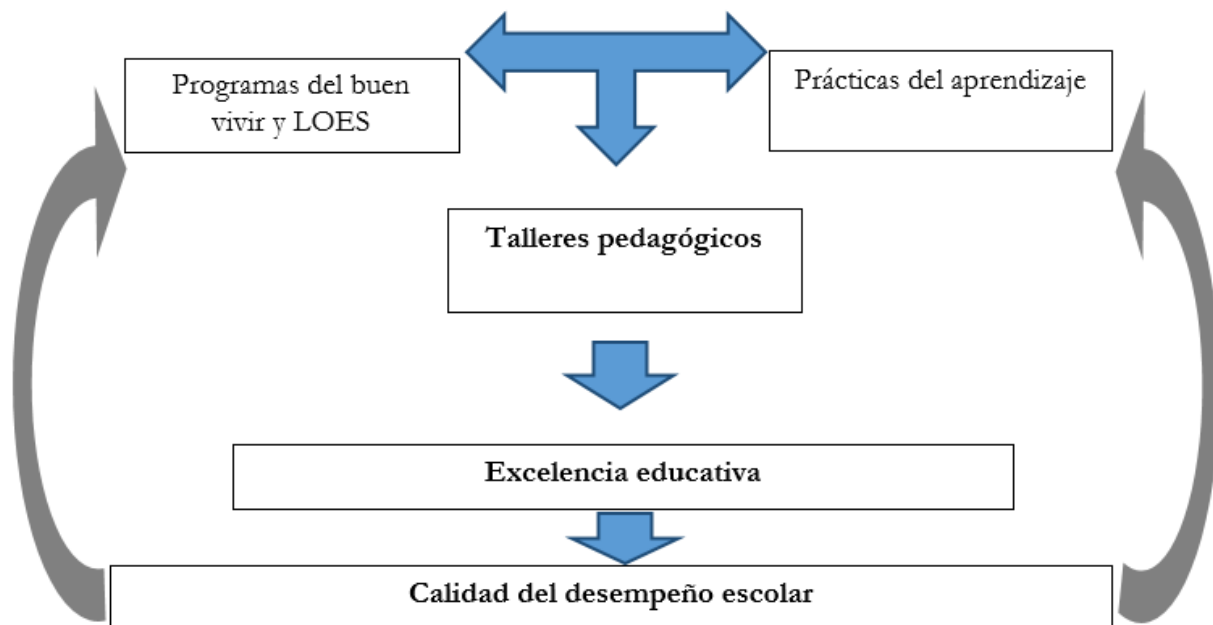 Programas del buen
vivir y LOES
Prácticas del aprendizaje
Talleres pedagógicos
Excelencia educativa
Calidad del desempeño escolar